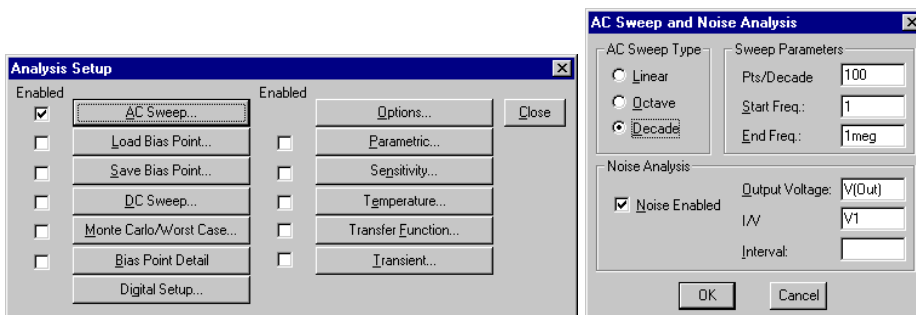 Analysis Setup
Enabled
Enabled
AC Sweep...
Options...
Close
Load Bias Point...
Parametric...
Save Bias Point...
Sensitivity...
DC Sweep...
Temperature...
Monte Carlo/Worst Case...
Transfer Function...
Bias Point Detail
Transient...
Digital Setup...
AC Sweep and Noise Analysis
AC Sweep Type
Sweep Parameters
Linear
Pts/Decade
100
Octave
Start Freq.:
1
Decade
End Freq.:
1meg
Noise Analysis
Output Voltage:
V(Out)
Noise Enabled
I/V
V1
Interval:
OK
Cancel